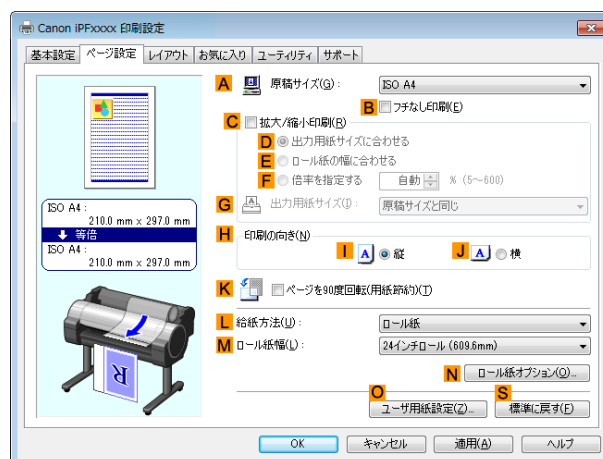 Canon iPFxxxx 印刷設定
基本設定 ページ設定 レイアウト お気に入り ユーティリティ サポート
A 原稿サイズ(G): ISO A4
B フチなし印刷(E)
C 拡大/縮小印刷(R)
D 出力用紙サイズに合わせる
E ロール紙の幅に合わせる
F 倍率を指定する 自動 % (5～600)
G A 出力用紙サイズ(I): 原稿サイズと同じ
ISO A4 :
210.0 mm x 297.0 mm
等倍
ISO A4 :
210.0 mm x 297.0 mm
H 印刷の向き(N)
I A 縦 J A 横
K ページを90度回転(用紙節約)(T)
L 給紙方法(U): ロール紙
M ロール紙幅(L): 24インチロール (609.6mm)
N ロール紙オプション(O)...
R
O S
ユーザ用紙設定(Z)... 標準に戻す(F)
OK キャンセル 適用(A) ヘルプ